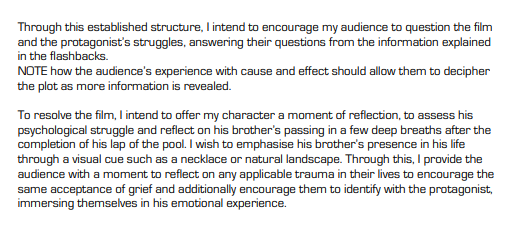 Through this established structure, I intend to encourage my audience to question the film
and the protagonist's struggles, answering their questions from the information explained
in the flashbacks.
NOTE how the audience's experience with cause and effect should allow them to decipher
the plot as more information is revealed.

To resolve the film, I intend to offer my character a moment of reflection, to assess his
psychological struggle and reflect on his brother's passing in a few deep breaths after the
completion of his lap of the pool. I wish to emphasise his brother's presence in his life
through a visual cue such as a necklace or natural landscape. Through this, I provide the
audience with a moment to reflect on any applicable trauma in their lives to encourage the
same acceptance of grief and additionally encourage them to identify with the protagonist,
immersing themselves in his emotional experience.